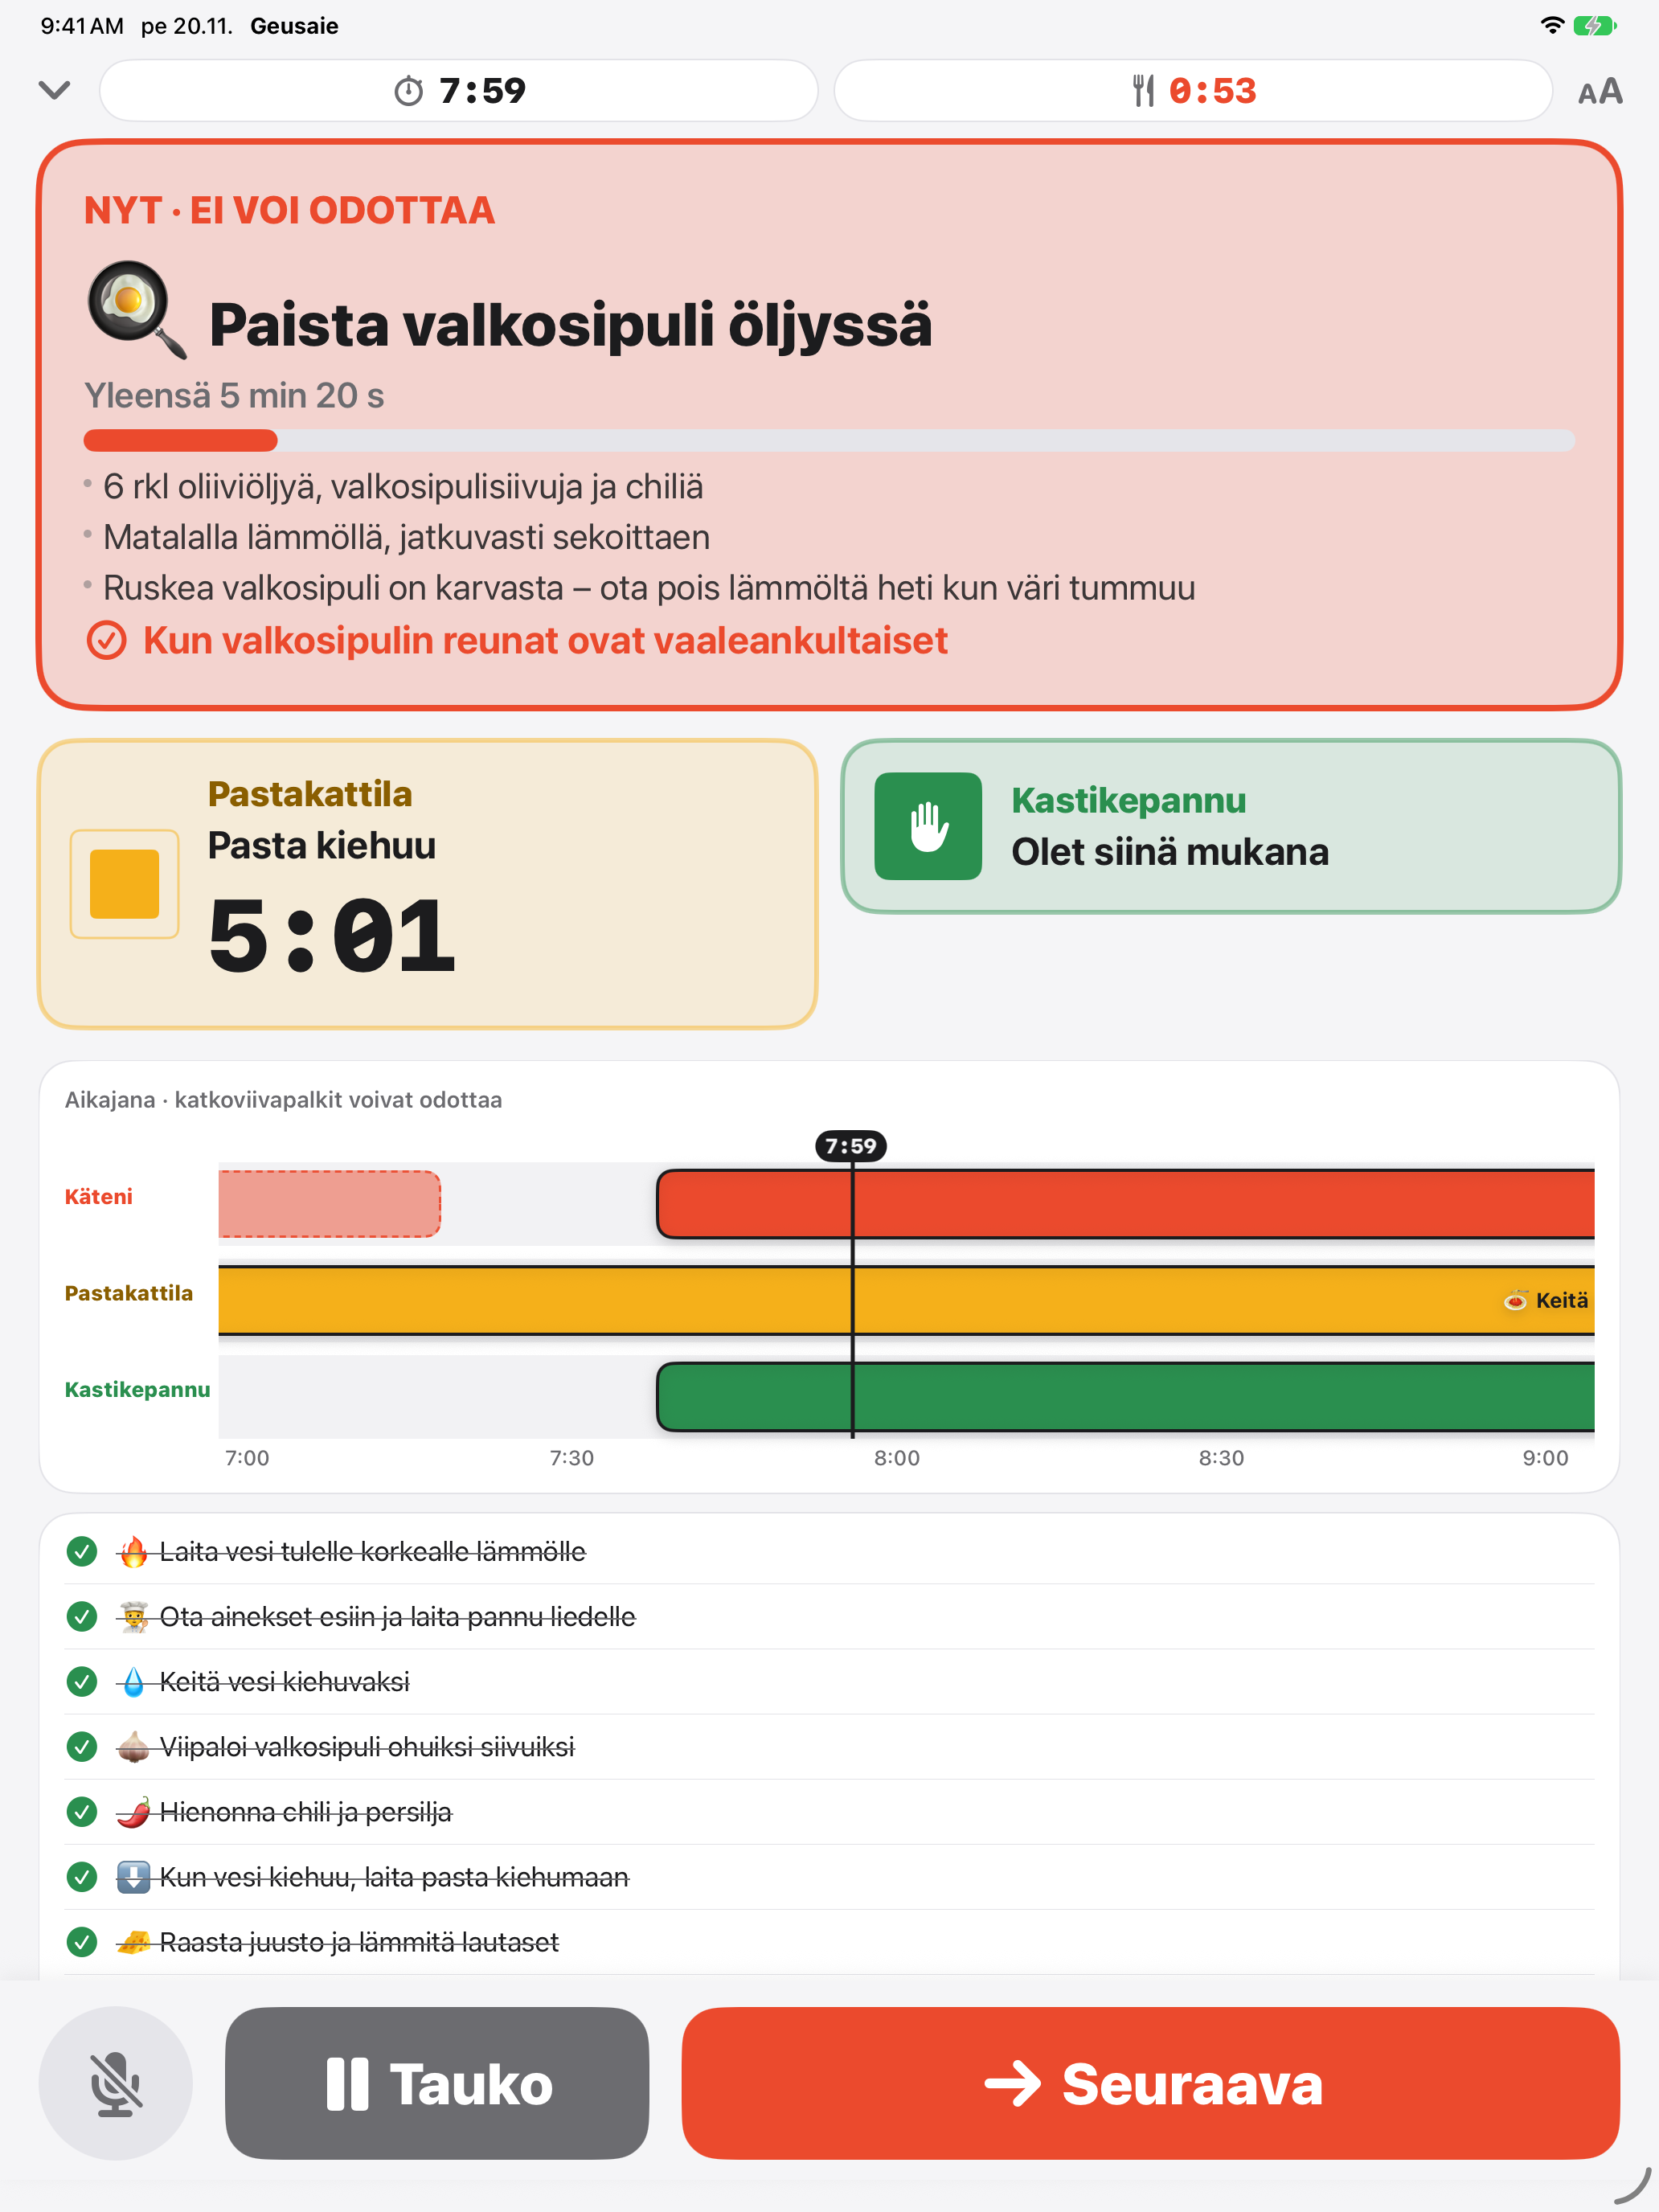 9:41 AM pe 20.11. Geusaie
7:59
0:53
AA
NYT · EI VOI ODOTTAA
Paista valkosipuli öljyssä
Yleensä 5 min 20 s
6 rkl oliiviöljyä, valkosipulisiivuja ja chiliä
Matalalla lämmöllä, jatkuvasti sekoittaen
Ruskea valkosipuli on karvasta – ota pois lämmöltä heti kun väri tummuu
Kun valkosipulin reunat ovat vaaleankultaiset
Pastakattila
Pasta kiehuu
5:01
Kastikepannu
Olet siinä mukana
Aikajana · katkoviivapalkit voivat odottaa
7:59
Käteni
Pastakattila
Keitä
Kastikepannu
7:00 7:30 8:00 8:30 9:00
Laita vesi tulelle korkealle lämmölle
Ota ainekset esiin ja laita pannu liedelle
Keitä vesi kiehuvaksi
Viipaloi valkosipuli ohuiksi siivuiksi
Hienonna chili ja persilja
Kun vesi kiehuu, laita pasta kiehumaan
Raasta juusto ja lämmitä lautaset
Tauko
Seuraava